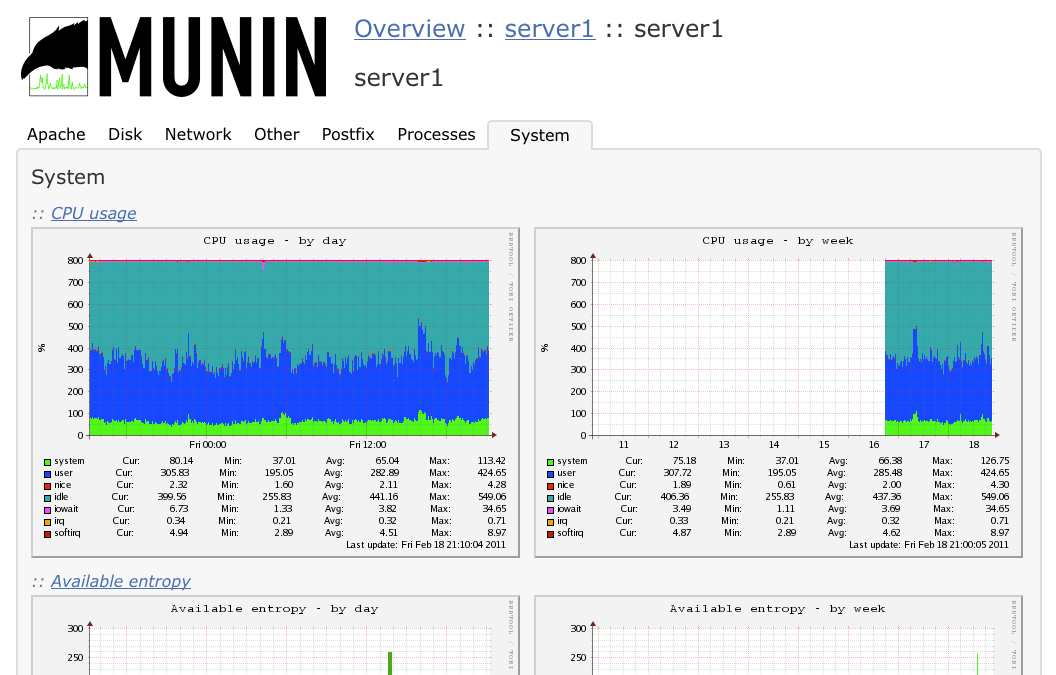 MUNIN
Overview :: server1 :: server1
server1
Apache Disk Network Other Postfix Processes System
System
:: CPU usage
CPU usage - by day
RRDTOOL / TOBI OETIKER
800
700
600
500
400
300
200
100
0
%
Fri 00:00 Fri 12:00
system Cur: 80.14 Min: 37.01 Avg: 65.04 Max: 113.42
user Cur: 305.83 Min: 195.05 Avg: 282.89 Max: 424.65
nice Cur: 2.32 Min: 1.60 Avg: 2.11 Max: 4.28
idle Cur: 399.56 Min: 255.83 Avg: 441.16 Max: 549.06
iowait Cur: 6.73 Min: 1.33 Avg: 3.82 Max: 34.65
irq Cur: 0.34 Min: 0.21 Avg: 0.32 Max: 0.71
softirq Cur: 4.94 Min: 2.89 Avg: 4.51 Max: 8.97
Last update: Fri Feb 18 21:10:04 2011
CPU usage - by week
RRDTOOL / TOBI OETIKER
800
700
600
500
400
300
200
100
0
%
11 12 13 14 15 16 17 18
system Cur: 75.18 Min: 37.01 Avg: 66.38 Max: 126.75
user Cur: 307.72 Min: 195.05 Avg: 285.48 Max: 424.65
nice Cur: 1.89 Min: 0.61 Avg: 2.00 Max: 4.30
idle Cur: 406.36 Min: 255.83 Avg: 437.36 Max: 549.06
iowait Cur: 3.49 Min: 1.11 Avg: 3.69 Max: 34.65
irq Cur: 0.33 Min: 0.21 Avg: 0.32 Max: 0.71
softirq Cur: 4.87 Min: 2.89 Avg: 4.62 Max: 8.97
Last update: Fri Feb 18 21:00:05 2011
:: Available entropy
Available entropy - by day
RRDTOOL / TOBI
300
250
Available entropy - by week
RRDTOOL / TOBI
300
250